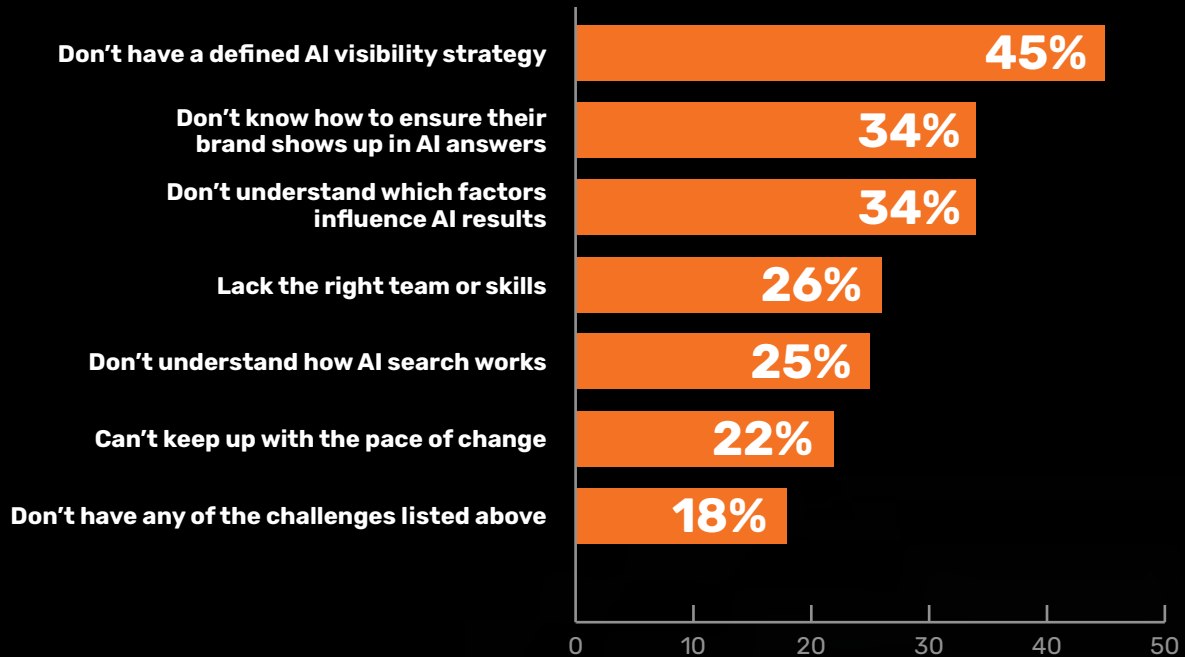 Don’t have a defined AI visibility strategy
45%
Don’t know how to ensure their
brand shows up in AI answers
34%
Don’t understand which factors
influence AI results
34%
Lack the right team or skills
26%
Don’t understand how AI search works
25%
Can’t keep up with the pace of change
22%
Don’t have any of the challenges listed above
18%
0 10 20 30 40 50